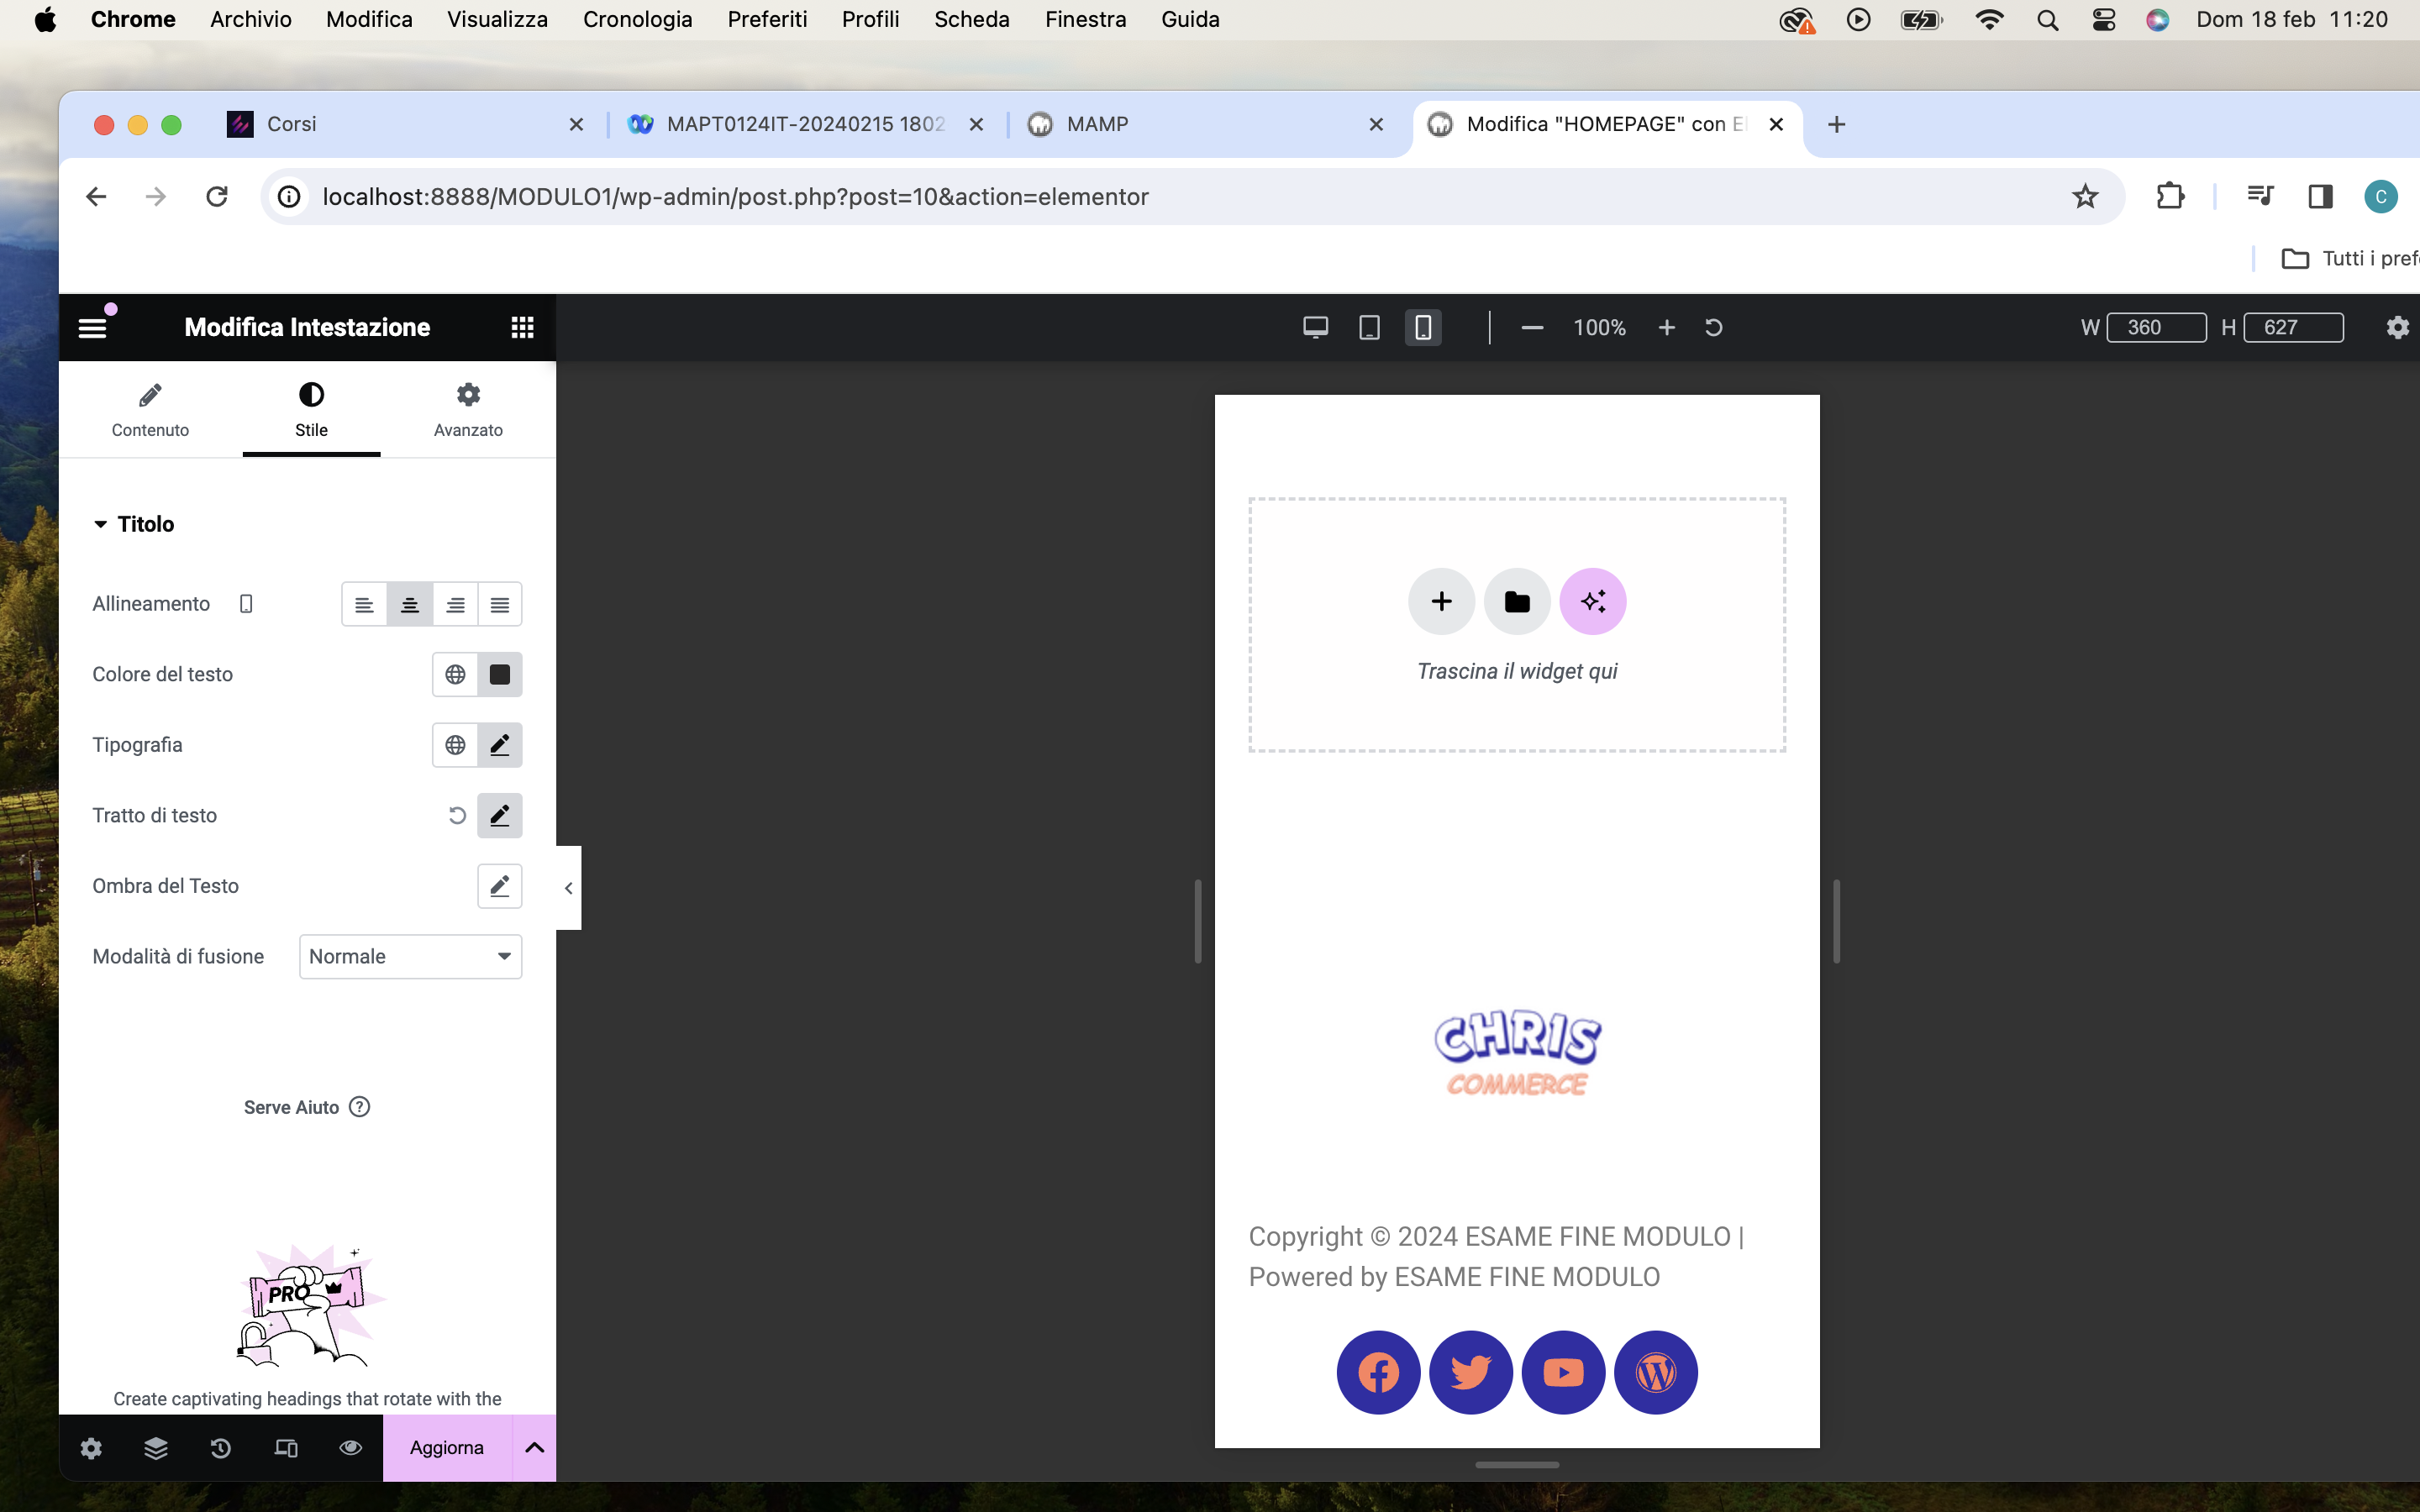 Chrome Archivio Modifica Visualizza Cronologia Preferiti Profili Scheda Finestra Guida Dom 18 feb 11:20
Corsi MAPT0124IT-20240215 1802 MAMP Modifica "HOMEPAGE" con El
localhost:8888/MODULO1/wp-admin/post.php?post=10&action=elementor C
Tutti i pref
Modifica Intestazione 100% W 360 H 627
Contenuto Stile Avanzato
Titolo
Allineamento
Colore del testo
Tipografia
Tratto di testo
Ombra del Testo
Modalità di fusione Normale
Serve Aiuto ?
PRO
Create captivating headings that rotate with the
Aggiorna
Trascina il widget qui
CHRIS
COMMERCE
Copyright © 2024 ESAME FINE MODULO |
Powered by ESAME FINE MODULO